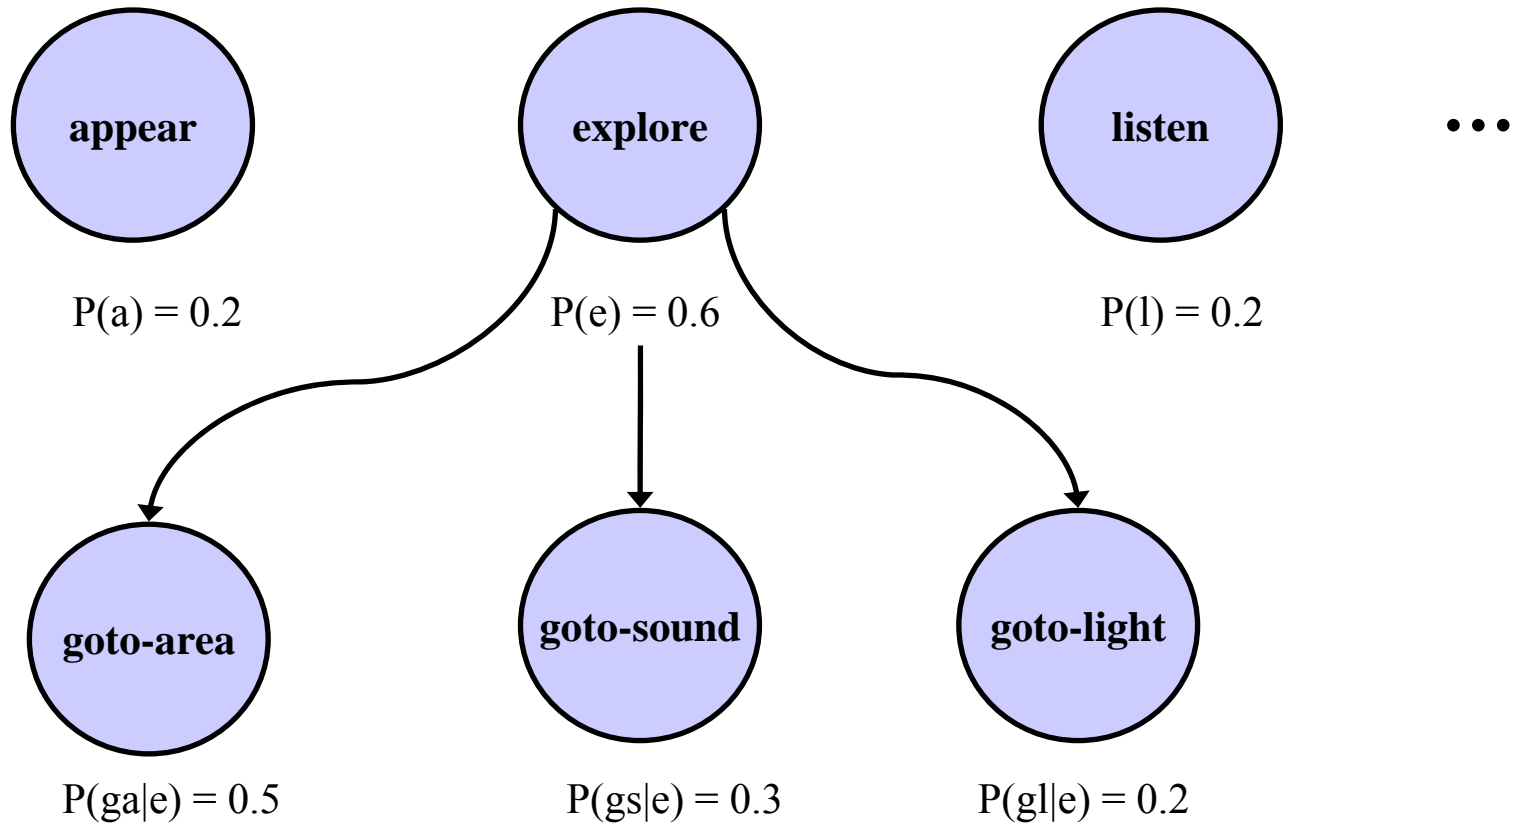 appear
explore
listen
...
P(a) = 0.2
P(e) = 0.6
P(l) = 0.2
goto-area
goto-sound
goto-light
P(ga|e) = 0.5
P(gs|e) = 0.3
P(gl|e) = 0.2